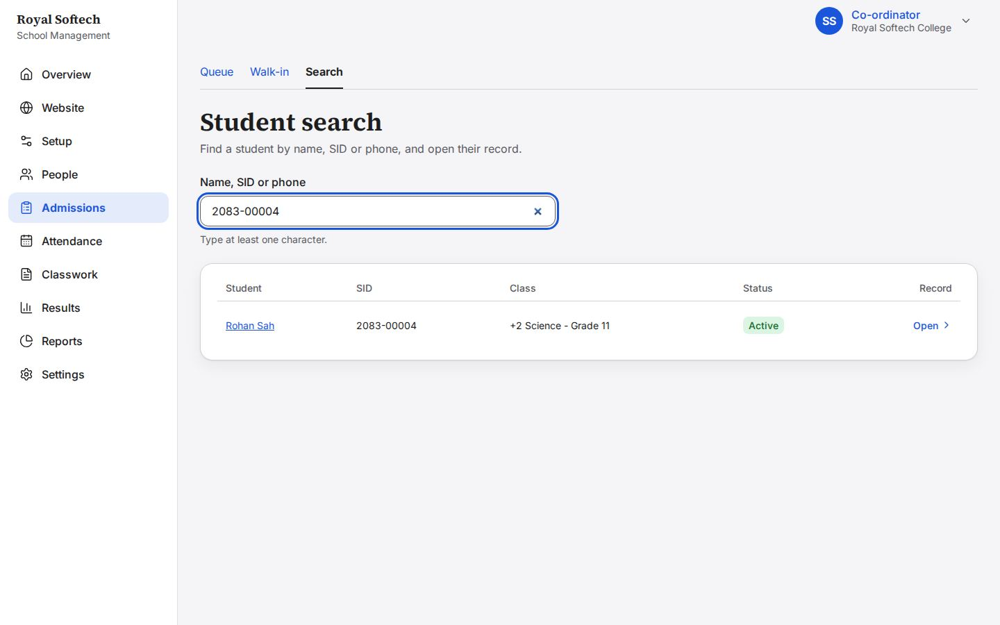 Royal Softech
School Management
Overview
Website
Setup
People
Admissions
Attendance
Classwork
Results
Reports
Settings
SS
Co-ordinator
Royal Softech College
Queue Walk-in Search
Student search
Find a student by name, SID or phone, and open their record.
Name, SID or phone
2083-00004
Type at least one character.
Student SID Class Status Record
Rohan Sah 2083-00004 +2 Science - Grade 11 Active Open